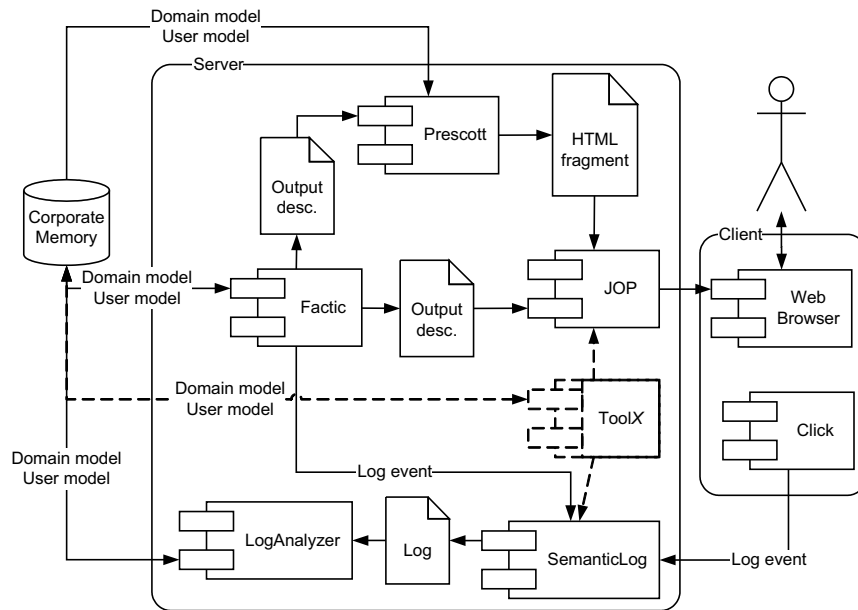 Domain model
User model
Server
Prescott
HTML
fragment
Output
desc.
Corporate
Memory
Client
Domain model
User model
Factic
Output
desc.
JOP
Web
Browser
Domain model
User model
ToolX
Click
Domain model
User model
Log event
LogAnalyzer
Log
SemanticLog
Log event